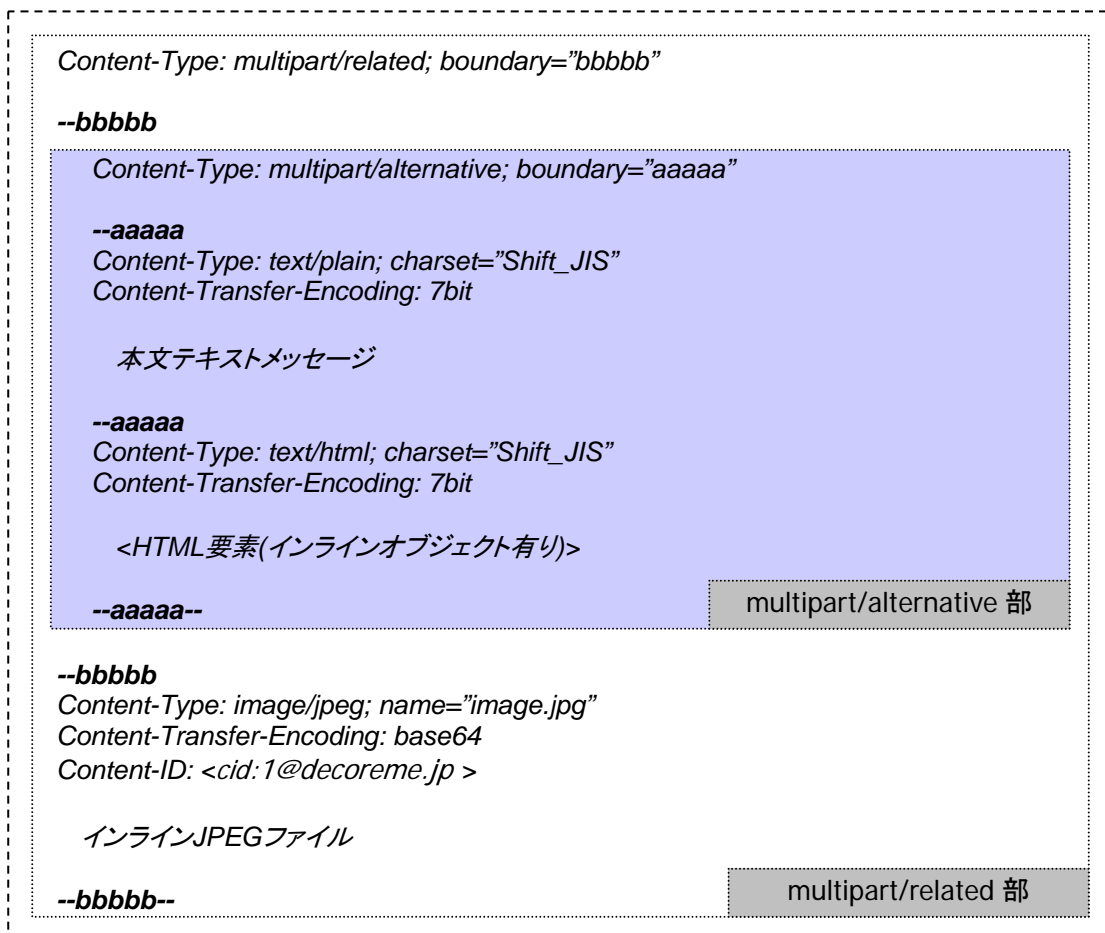 Content-Type: multipart/related; boundary=”bbbbb”
--bbbbb
Content-Type: multipart/alternative; boundary=”aaaaa”
--aaaaa
Content-Type: text/plain; charset=”Shift_JIS”
Content-Transfer-Encoding: 7bit
本文テキストメッセージ
--aaaaa
Content-Type: text/html; charset=”Shift_JIS”
Content-Transfer-Encoding: 7bit
<HTML要素(インラインオブジェクト有り)>
--aaaaa--
multipart/alternative 部
--bbbbb
Content-Type: image/jpeg; name=”image.jpg”
Content-Transfer-Encoding: base64
Content-ID: <cid:1@decoreme.jp >
インラインJPEGファイル
--bbbbb--
multipart/related 部